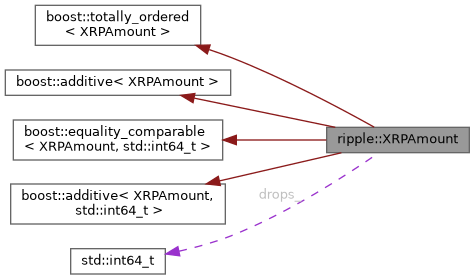 boost::totally_ordered
< XRPAmount >
boost::additive< XRPAmount >
boost::equality_comparable
< XRPAmount, std::int64_t >
ripple::XRPAmount
boost::additive< XRPAmount,
std::int64_t >
drops_
std::int64_t